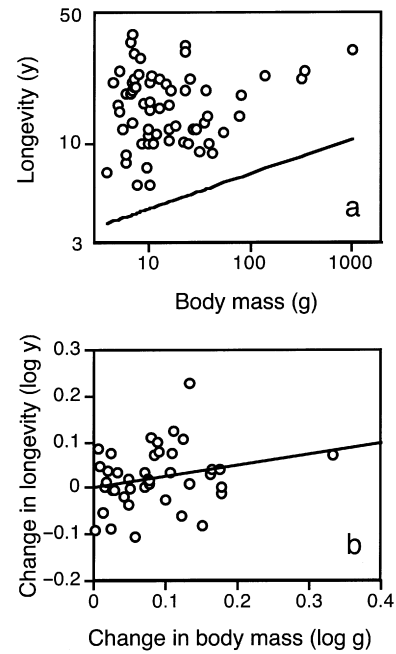 50
10
3
Longevity (y)
a
10 100 1000
Body mass (g)
0.3
0.2
0.1
0
-0.1
-0.2
Change in longevity (log y)
b
0 0.1 0.2 0.3 0.4
Change in body mass (log g)